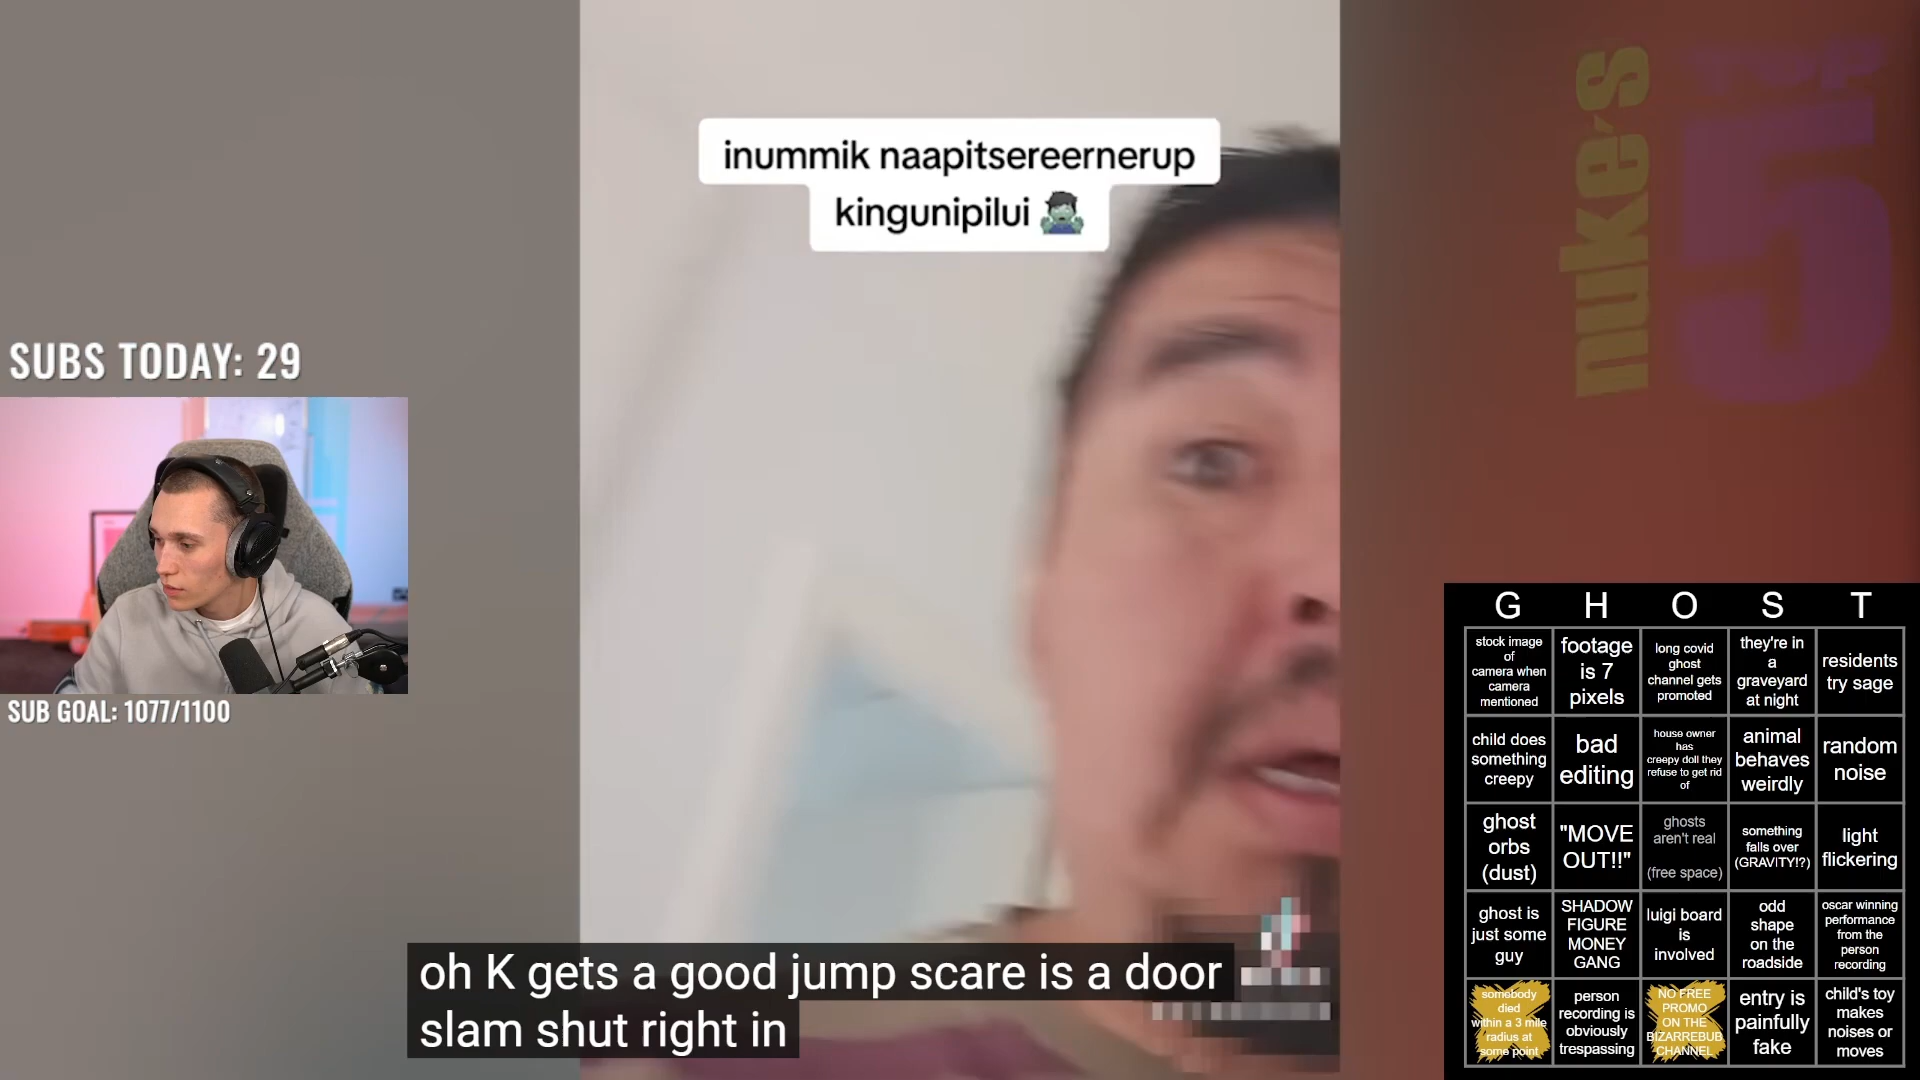 inummik naapitsereernerup
kingunipilui
nuke's
Top
5
SUBS TODAY: 29
SUB GOAL: 1077/1100
oh K gets a good jump scare is a door
slam shut right in
G H O S T
stock image
of
camera when
camera
mentioned
footage
is 7
pixels
long covid
ghost
channel gets
promoted
they're in
a
graveyard
at night
residents
try sage
child does
something
creepy
bad
editing
house owner
has
creepy doll they
refuse to get rid
of
animal
behaves
weirdly
random
noise
ghost
orbs
(dust)
"MOVE
OUT!!"
ghosts
aren't real
(free space)
something
falls over
(GRAVITY!?)
light
flickering
ghost is
just some
guy
SHADOW
FIGURE
MONEY
GANG
luigi board
is
involved
odd
shape
on the
roadside
oscar winning
performance
from the
person
recording
somebody
died
within a 3 mile
radius at
some point
person
recording is
obviously
trespassing
NO FREE
PROMO
ON THE
BIZARREBUB
CHANNEL
entry is
painfully
fake
child's toy
makes
noises or
moves